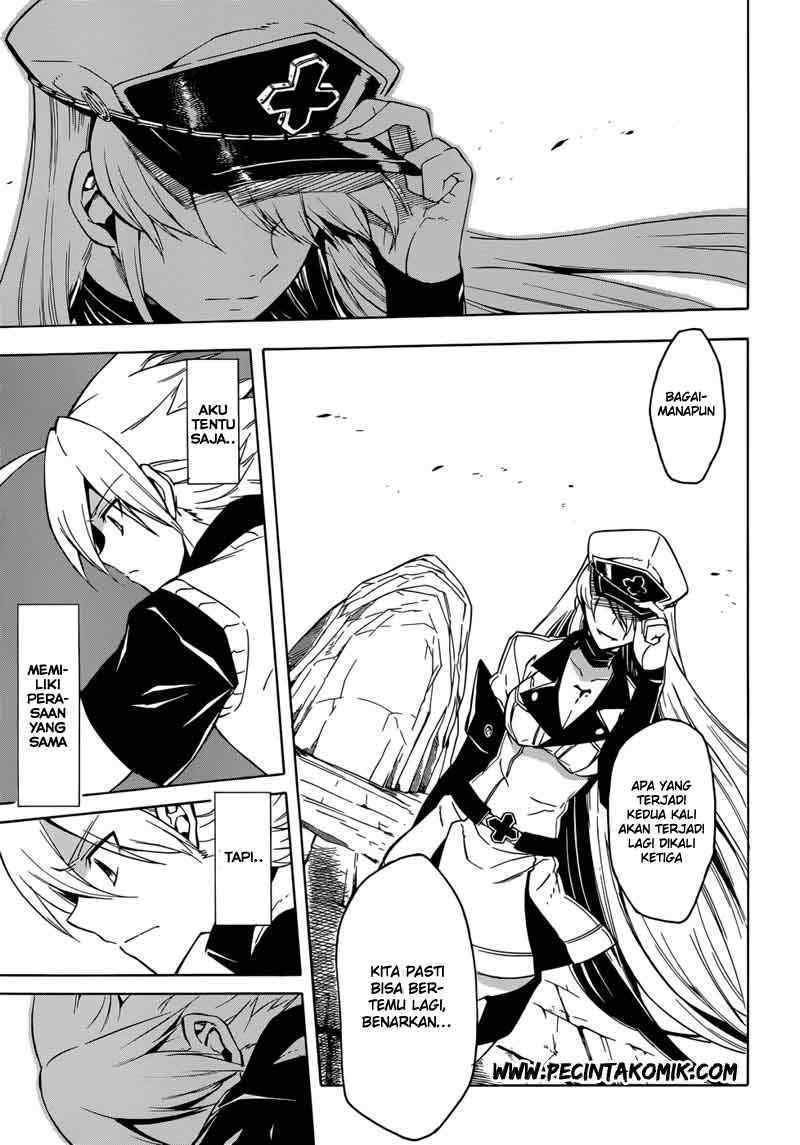 BAGAI-
MANAPUN
APA YANG
TERJADI
KEDUA KALI
AKAN TERJADI
LAGI DIKALI
KETIGA
KITA PASTI
BISA BER-
TEMU LAGI,
BENARKAN...
AKU
TENTU
SAJA..
MEMI-
LIKI
PERA-
SAAN
YANG
SAMA
TAPI..
WWW.PECINTAKOMIK.COM